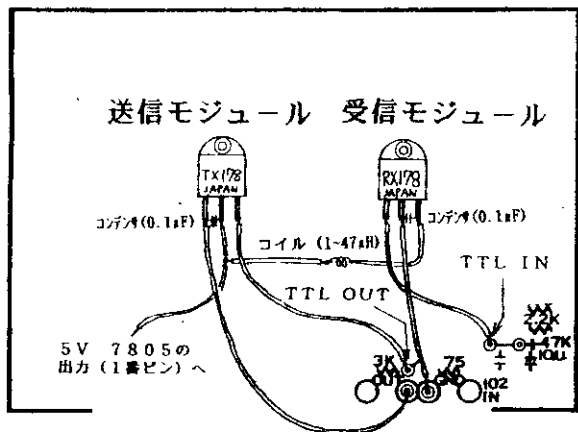 送信モジュール 受信モジュール
TX178
JAPAN
RX178
JAPAN
コンデンサ(0.1μF)
コンデンサ(0.1μF)
コイル (1~47μH)
TTL IN
TTL OUT
5V 7805の
出力(1番ピン)へ
2.2K
47K
10U
3K
75
102
IN